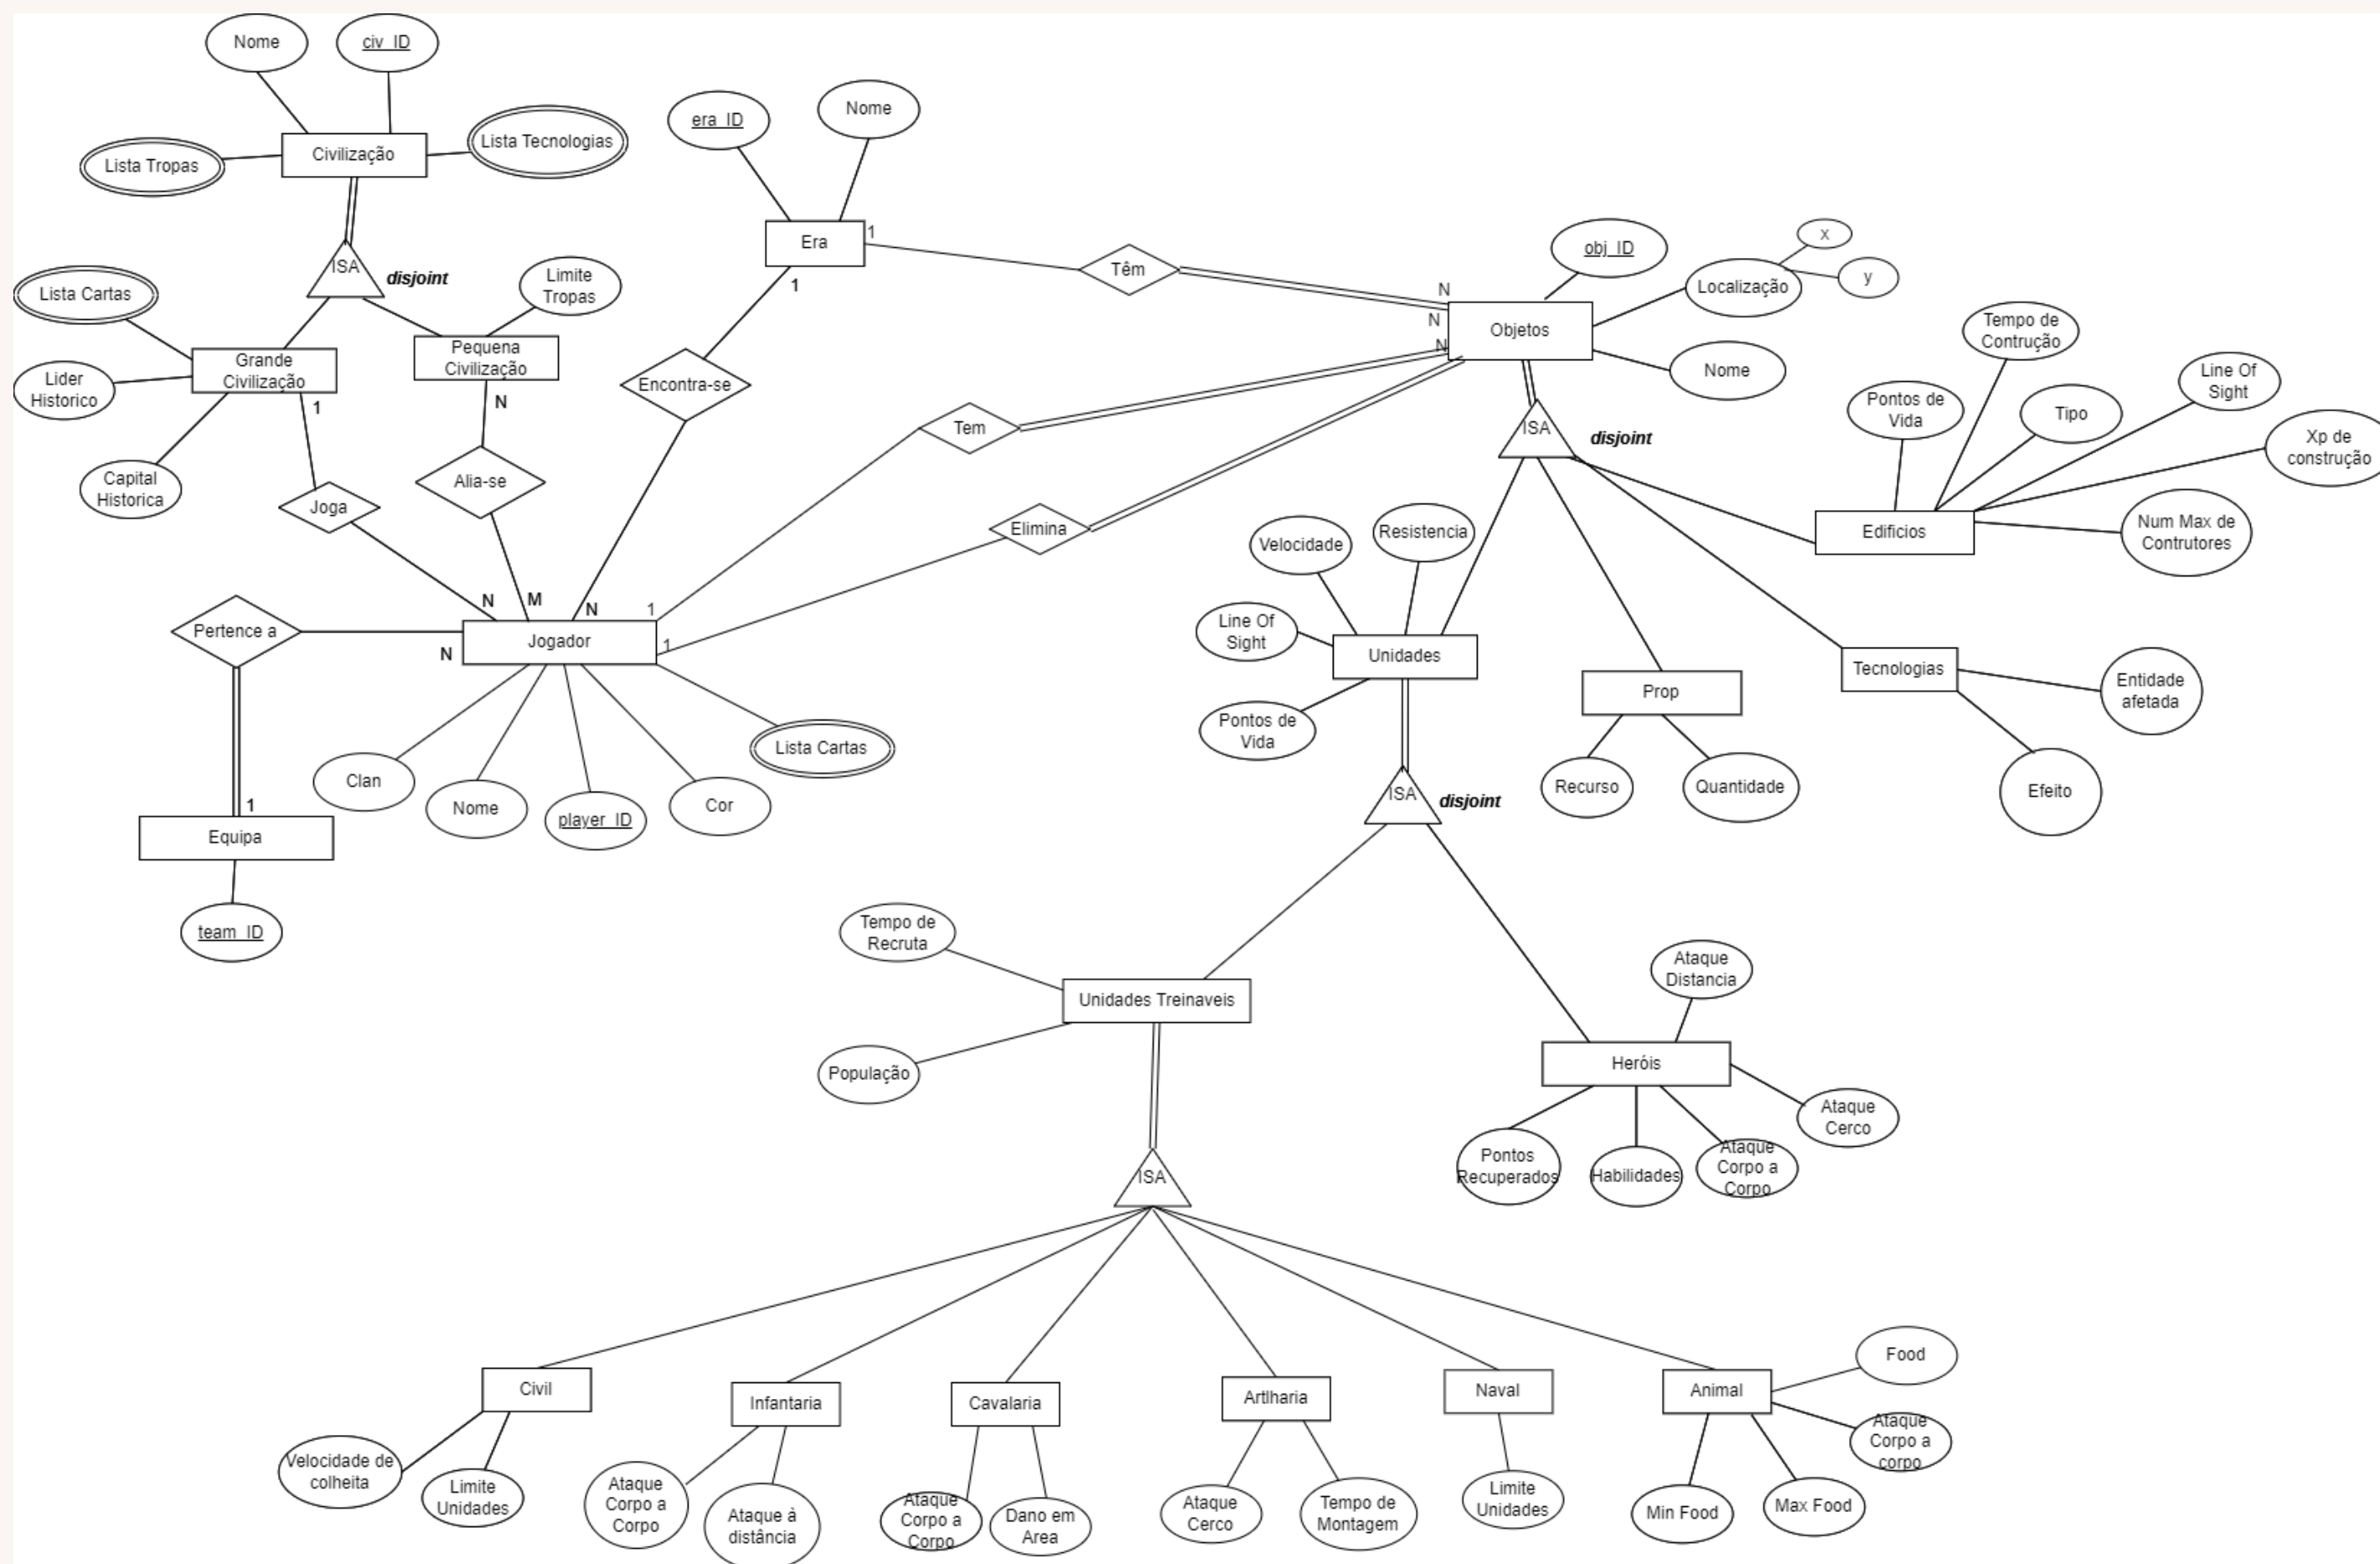 Nome
civ_ID
Lista Tropas
Civilização
Lista Tecnologias
ISA
disjoint
Lista Cartas
Lider
Historico
Capital
Historica
Grande
Civilização
1
Pequena
Civilização
Limite
Tropas
N
Joga
Alia-se
era_ID
Nome
Era
1
1
Encontra-se
Têm
N
N
N
Tem
Elimina
Objetos
obj_ID
Localização
x
y
Nome
ISA
disjoint
Pontos de
Vida
Tempo de
Contrução
Tipo
Line Of
Sight
Xp de
construção
Num Max de
Contrutores
Edificios
N
M
N
1
1
Pertence a
N
Jogador
Clan
Nome
player_ID
Cor
Lista Cartas
1
Equipa
team_ID
Velocidade
Resistencia
Line Of
Sight
Pontos de
Vida
Unidades
Prop
Recurso
Quantidade
Tecnologias
Entidade
afetada
Efeito
ISA
disjoint
Tempo de
Recruta
População
Unidades Treinaveis
Ataque
Distancia
Heróis
Ataque
Cerco
Pontos
Recuperados
Habilidades
Ataque
Corpo a
Corpo
ISA
Civil
Velocidade de
colheita
Limite
Unidades
Infantaria
Ataque
Corpo a
Corpo
Ataque à
distância
Cavalaria
Ataque
Corpo a
Corpo
Dano em
Area
Artlharia
Ataque
Cerco
Tempo de
Montagem
Naval
Limite
Unidades
Animal
Food
Ataque
Corpo a
corpo
Min Food
Max Food